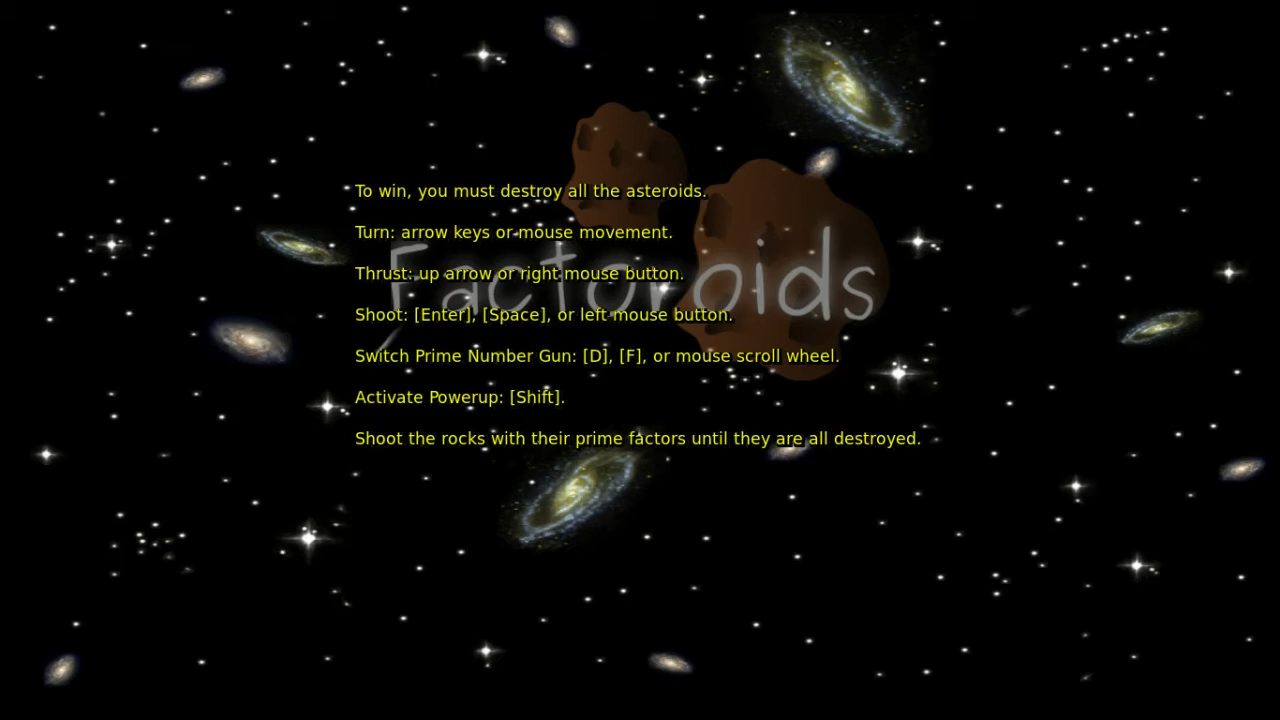 To win, you must destroy all the asteroids.
Turn: arrow keys or mouse movement.
Factoroids
Thrust: up arrow or right mouse button.
Shoot: [Enter], [Space], or left mouse button.
Switch Prime Number Gun: [D], [F], or mouse scroll wheel.
Activate Powerup: [Shift].
Shoot the rocks with their prime factors until they are all destroyed.